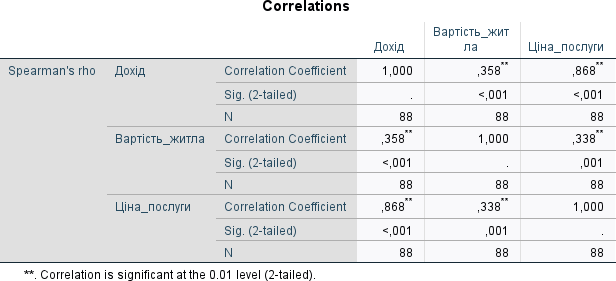 Correlations
Дохід Вартість_жит
ла Ціна_послуги
Spearman's rho Дохід Correlation Coefficient 1,000 ,358** ,868**
Sig. (2-tailed) . <,001 <,001
N 88 88 88
Вартість_житла Correlation Coefficient ,358** 1,000 ,338**
Sig. (2-tailed) <,001 . ,001
N 88 88 88
Ціна_послуги Correlation Coefficient ,868** ,338** 1,000
Sig. (2-tailed) <,001 ,001 .
N 88 88 88
**. Correlation is significant at the 0.01 level (2-tailed).